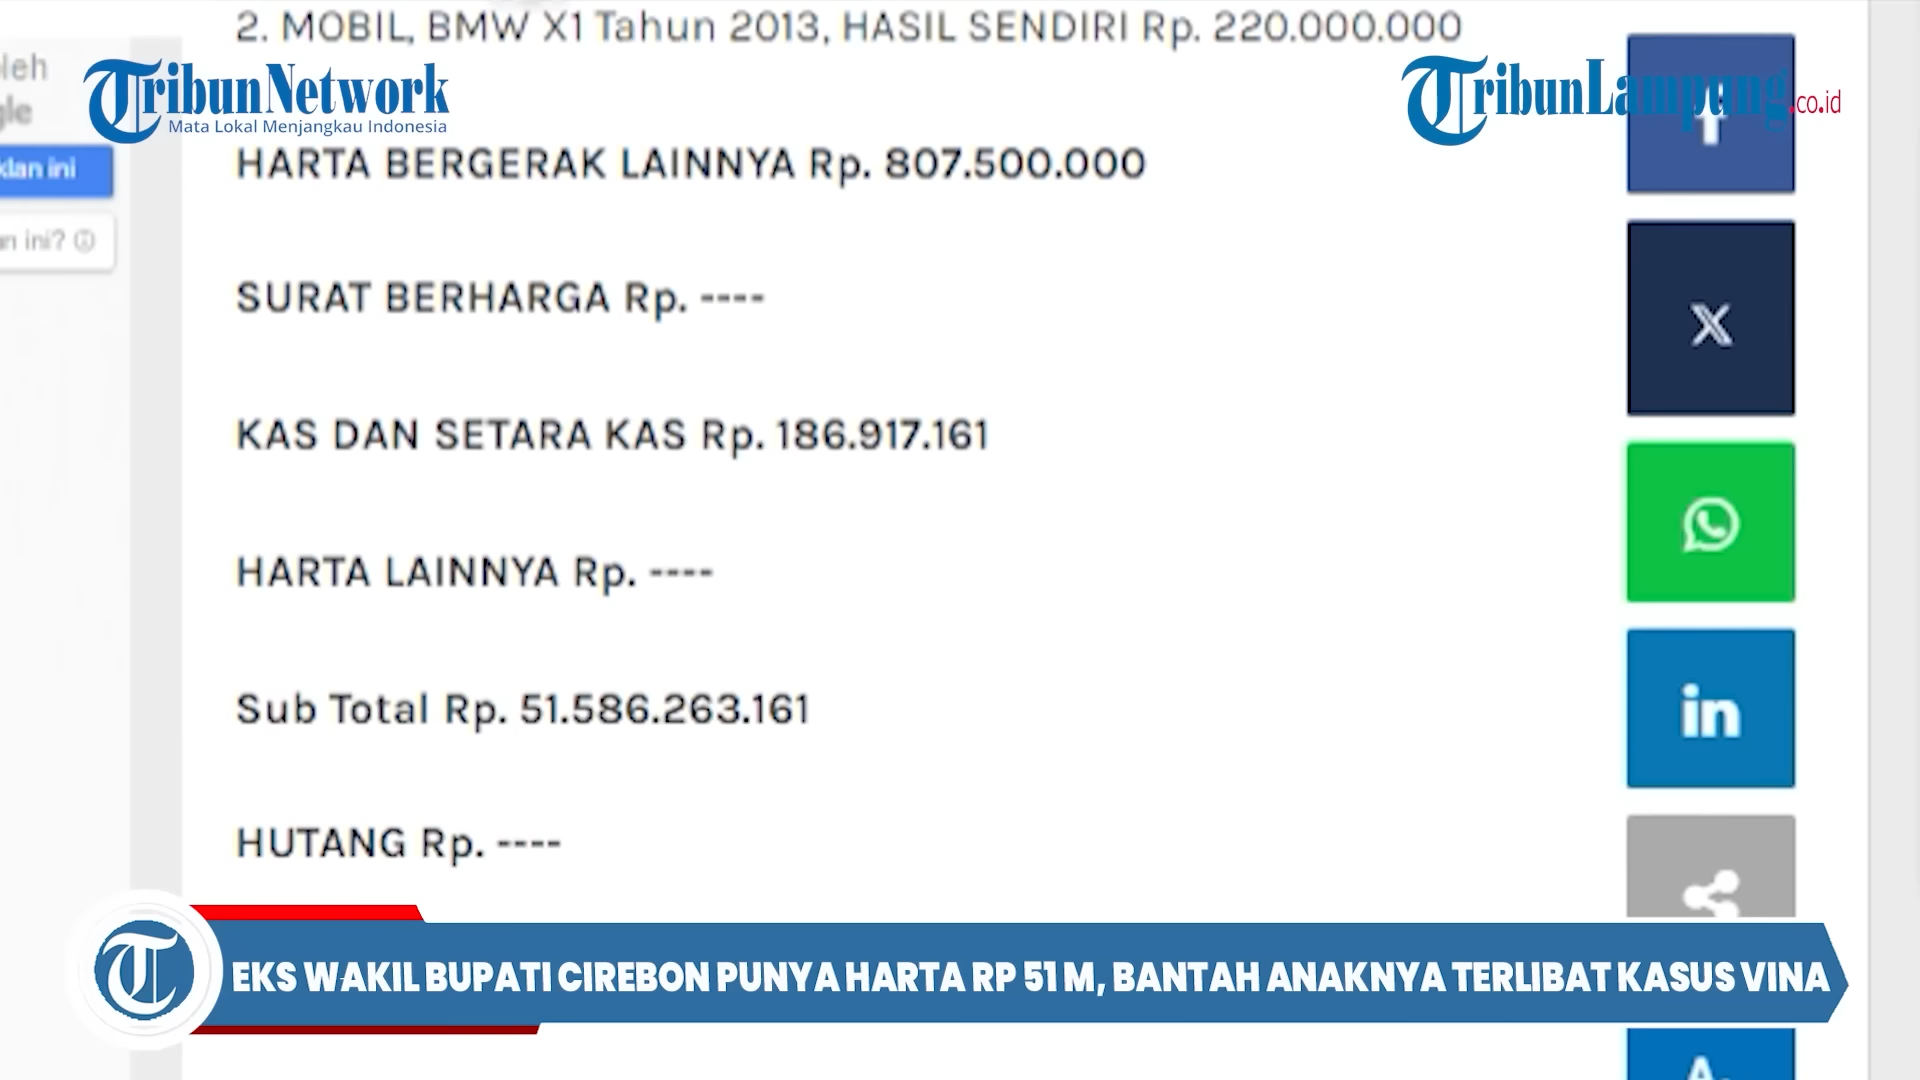 2. MOBIL, BMW X1 Tahun 2013, HASIL SENDIRI Rp. 220.000.000
TribunNetwork
Mata Lokal Menjangkau Indonesia
TribunLampung.co.id
HARTA BERGERAK LAINNYA Rp. 807.500.000
ini
ini?
SURAT BERHARGA Rp. ----
KAS DAN SETARA KAS Rp. 186.917.161
HARTA LAINNYA Rp. ----
Sub Total Rp. 51.586.263.161
in
HUTANG Rp. ----
EKS WAKIL BUPATI CIREBON PUNYA HARTA RP 51 M, BANTAH ANAKNYA TERLIBAT KASUS VINA